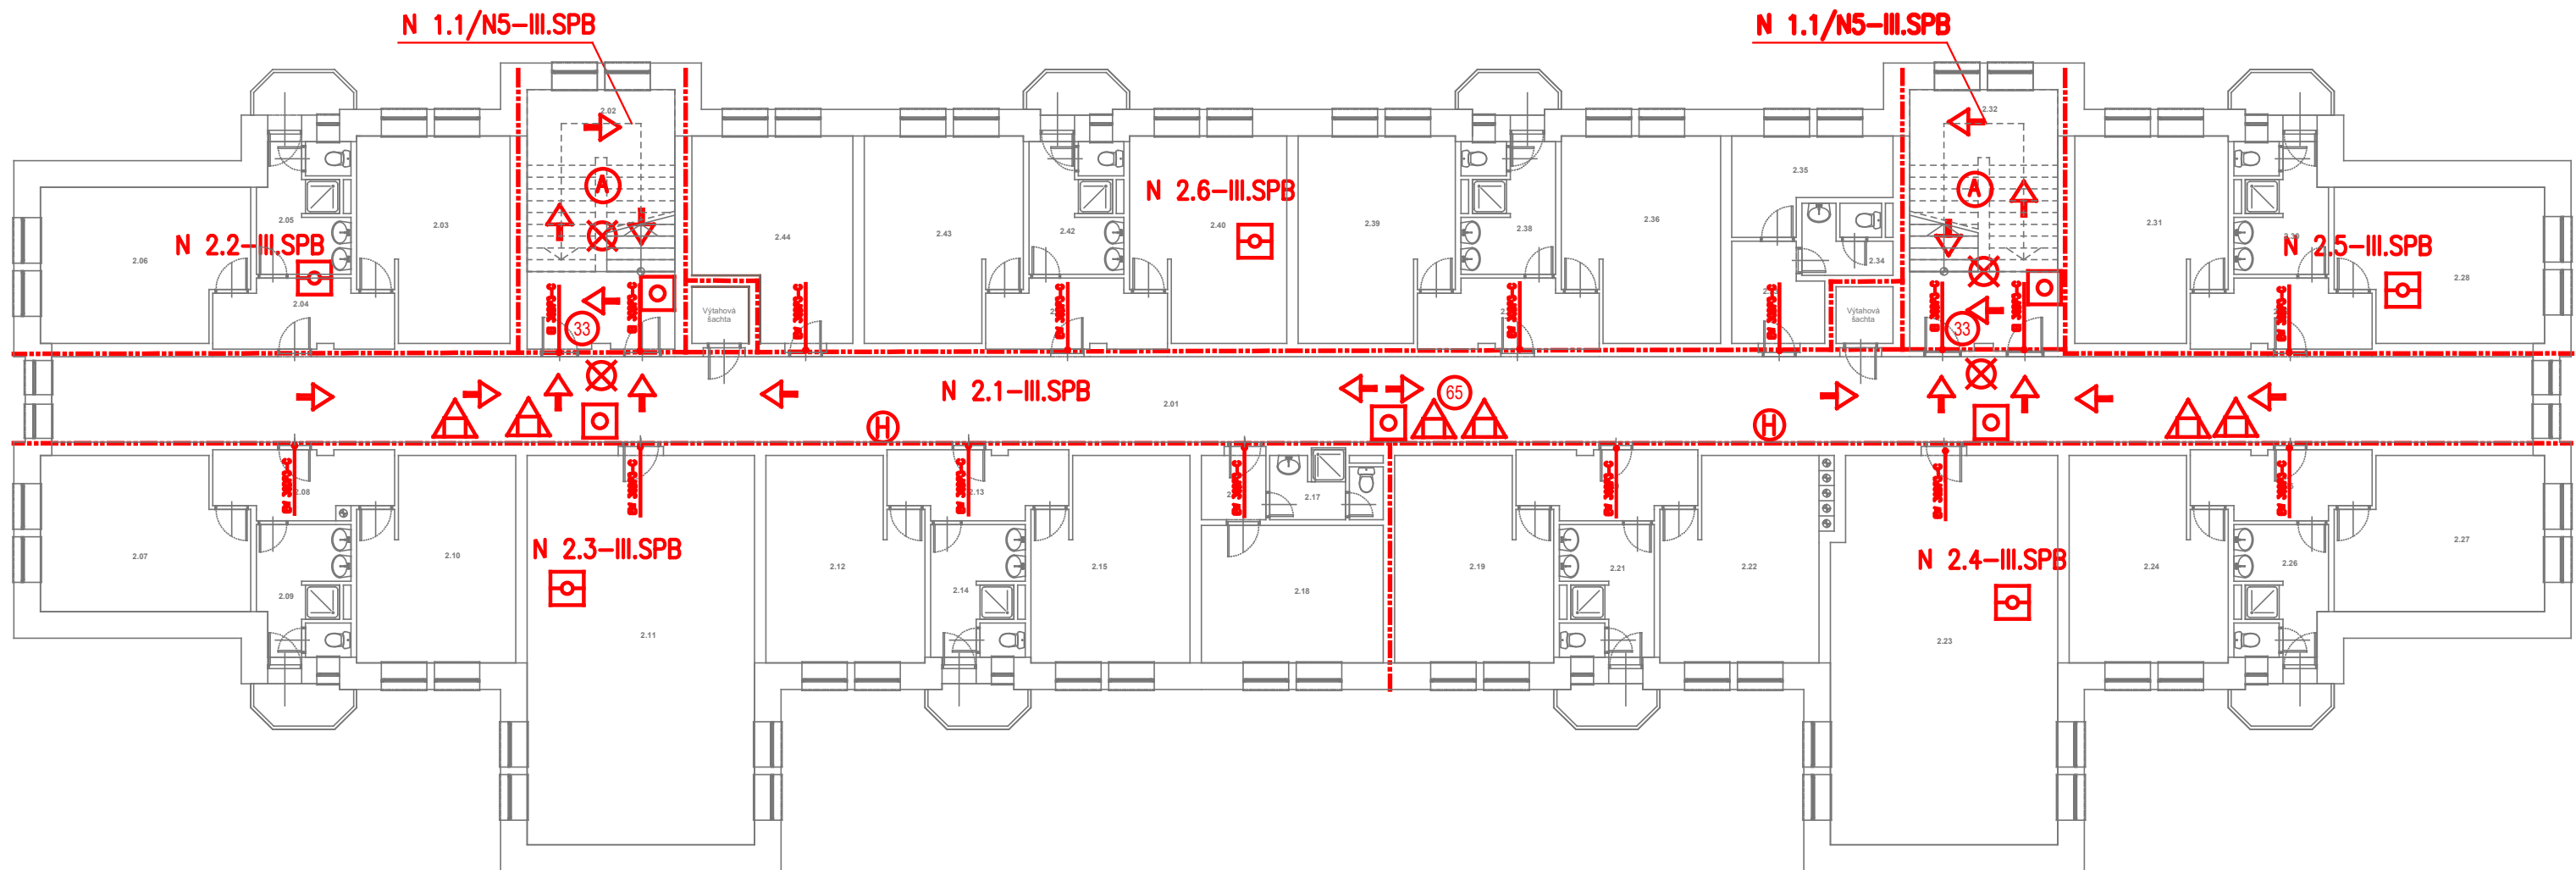 N 1.1/N5-III.SPB
N 1.1/N5-III.SPB
2.02
2.32
A
A
2.35
2.05
2.03
2.44
2.43
2.42
N 2.6-III.SPB
2.40
2.39
2.38
2.36
2.34
2.31
N 2.2-III.SPB
2.06
2.04
N 2.5-III.SPB
2.28
33
Výtahová
šachta
Výtahová
šachta
33
N 2.1-III.SPB
2.01
65
H
H
2.08
2.13
2.17
2.07
2.10
N 2.3-III.SPB
2.12
2.14
2.15
2.18
2.19
2.21
2.22
N 2.4-III.SPB
2.24
2.26
2.27
2.09
2.11
2.23